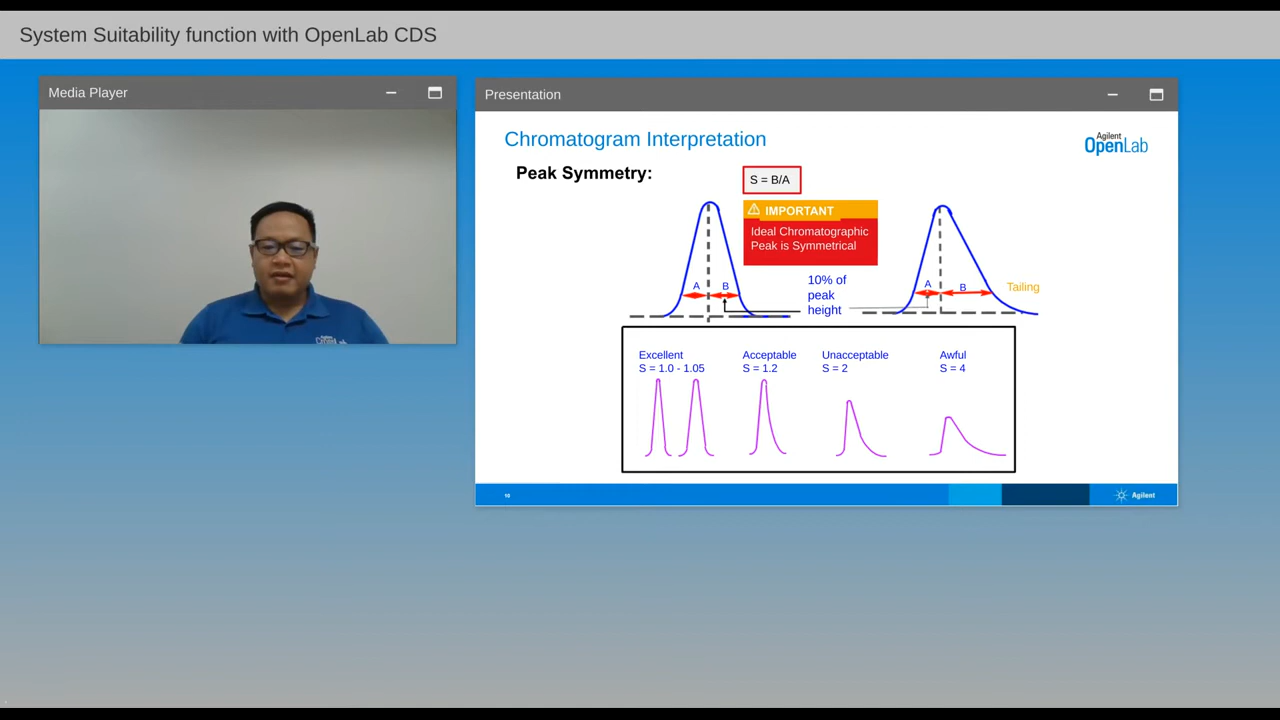 System Suitability function with OpenLab CDS
Media Player
Presentation
Chromatogram Interpretation
Agilent
OpenLab
Peak Symmetry:
S = B/A
IMPORTANT
Ideal Chromatographic
Peak is Symmetrical
A
B
10% of
peak
height
A
B
Tailing
Excellent
S = 1.0 - 1.05
Acceptable
S = 1.2
Unacceptable
S = 2
Awful
S = 4
10
Agilent